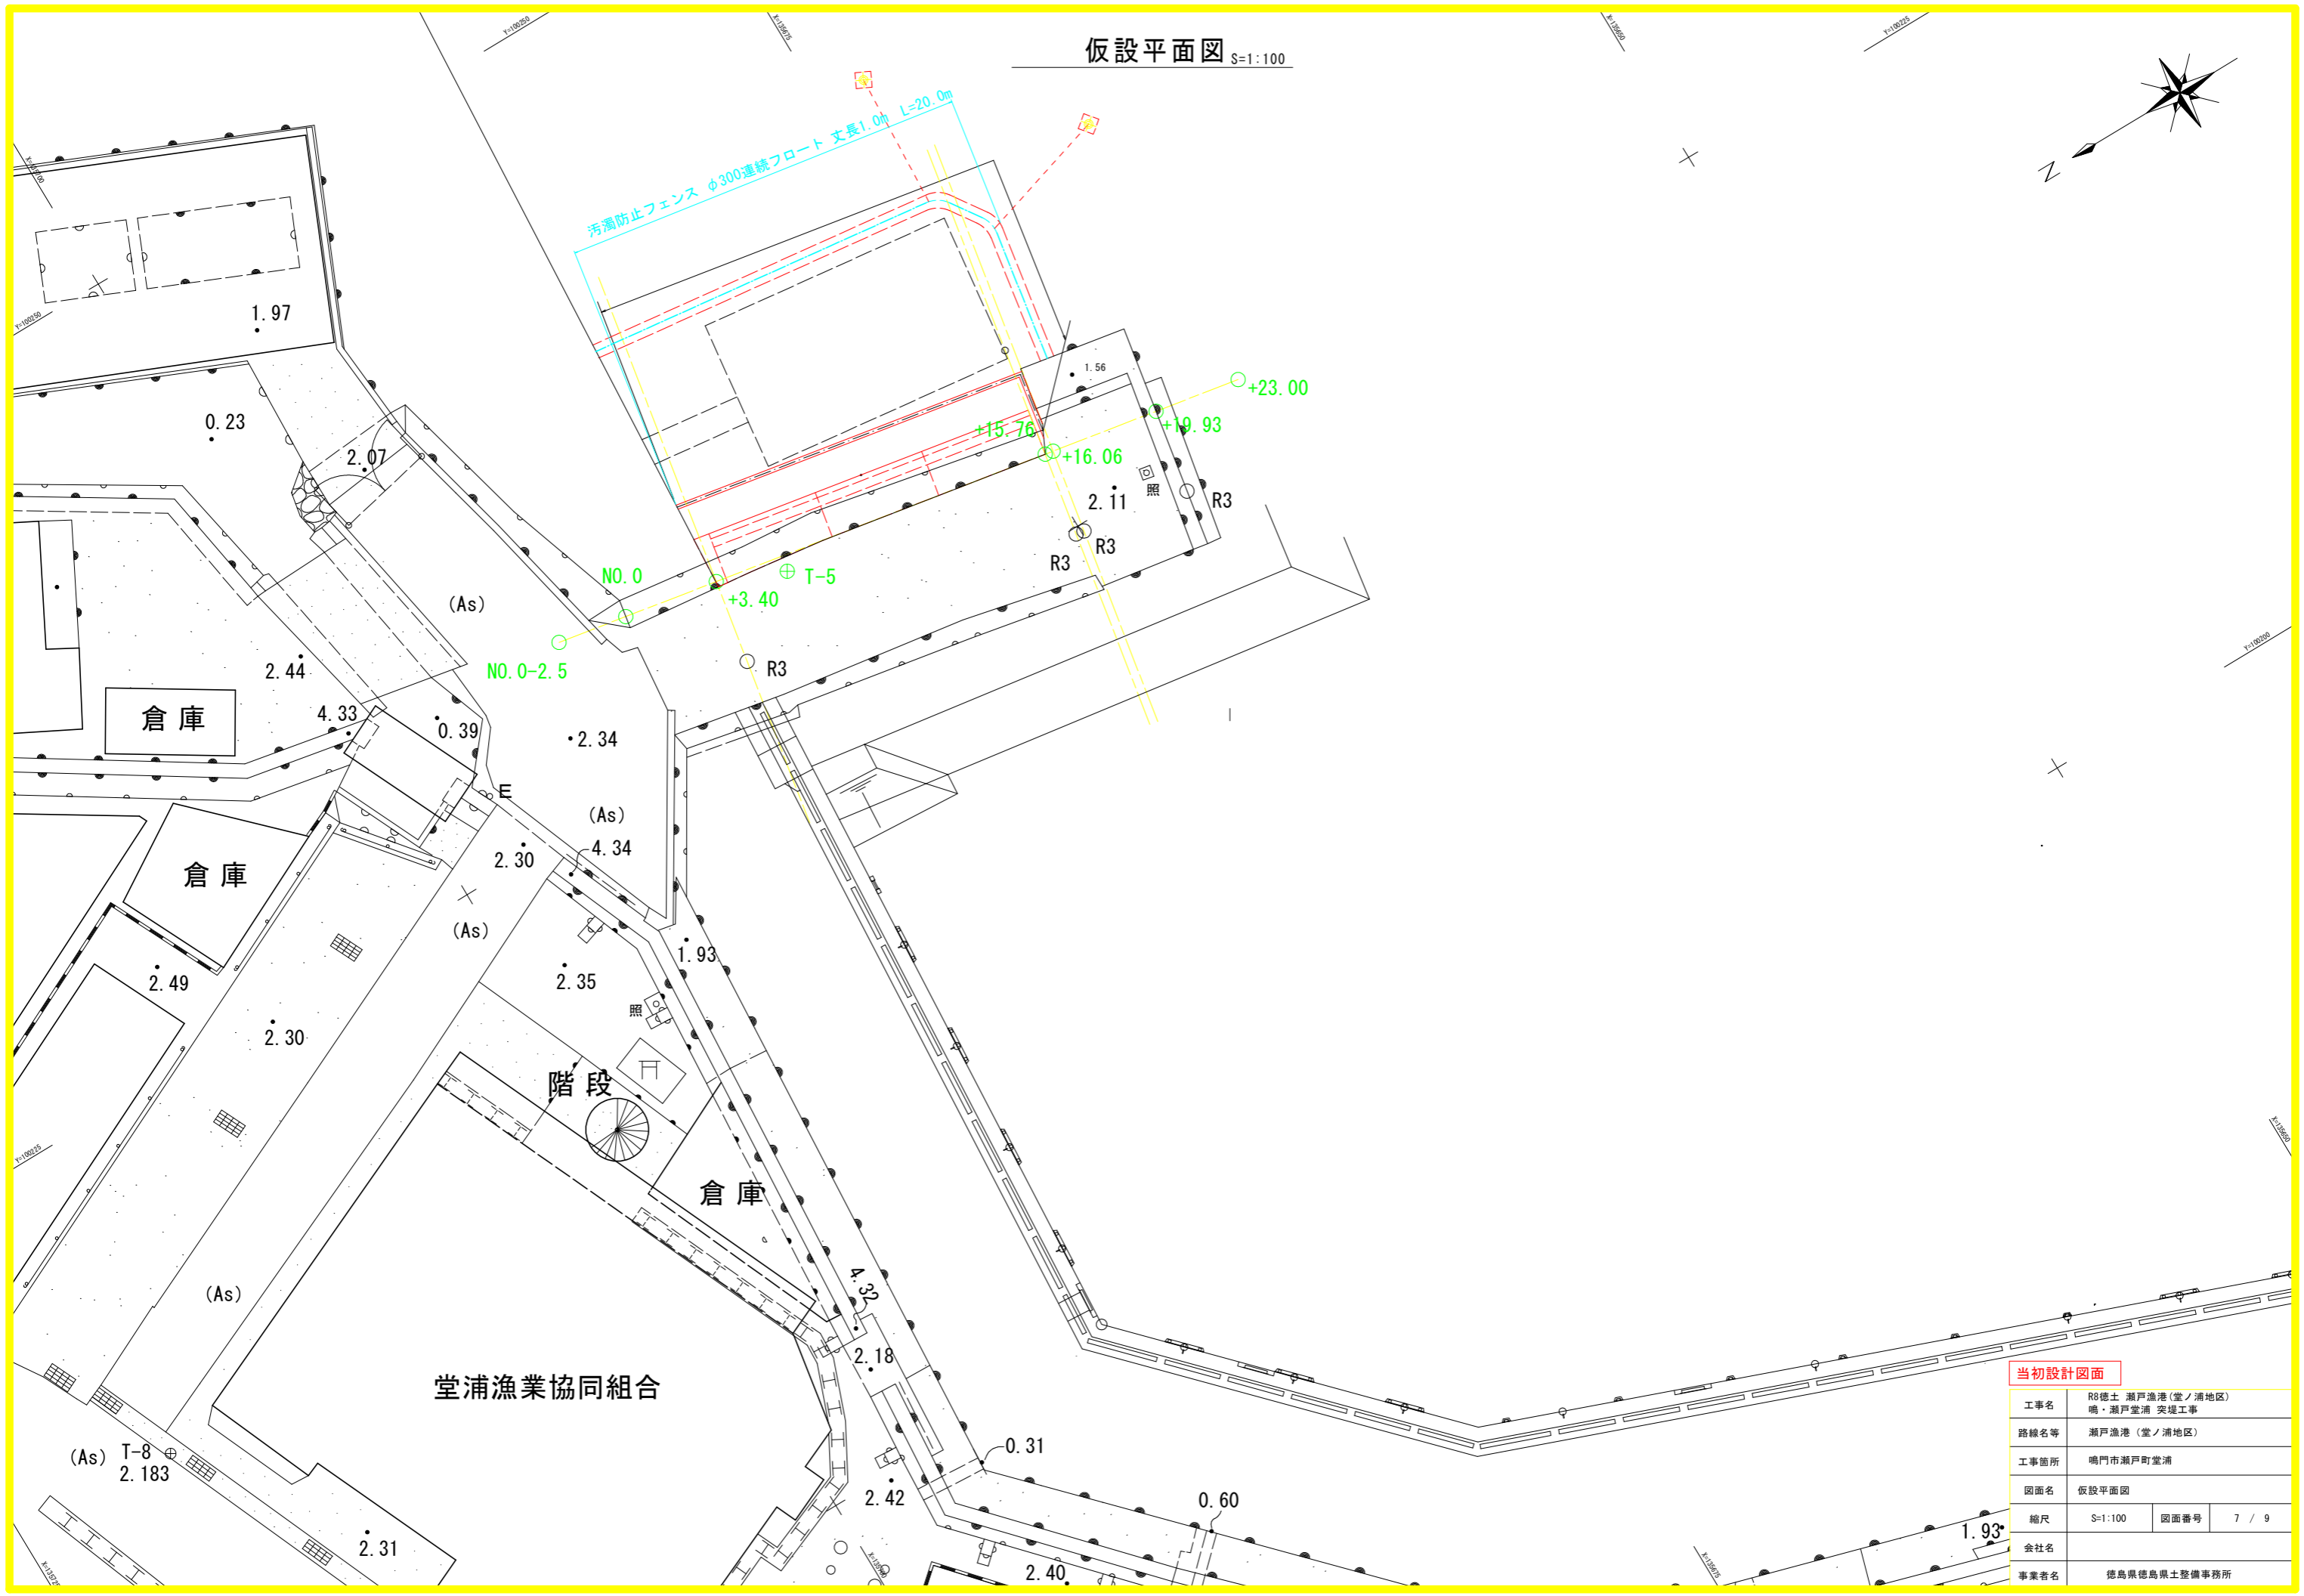 仮設平面図 S=1:100
Y=100250
X=135675
X=135650
Y=100225
汚濁防止フェンス φ300連続フロート 丈長1.0m L=20.0m
N
1.97
Y=100250
0.23
2.07
1.56
+23.00
+19.93
+15.76
+16.06
2.11
照
R3
R3
R3
NO.0
T-5
+3.40
(As)
NO.0-2.5
R3
2.44
倉庫
4.33
0.39
2.34
Y=100200
E
(As)
2.30
4.34
倉庫
(As)
1.93
2.49
2.35
照
2.30
階段
Y=100225
X=135650
倉庫
(As)
4.32
2.18
堂浦漁業協同組合
(As)
T-8
2.183
0.31
2.42
0.60
2.31
2.40
1.93
X=135675
当初設計図面
工事名 R8徳土 瀬戸漁港(堂ノ浦地区)
鳴・瀬戸堂浦 突堤工事
路線名等 瀬戸漁港(堂ノ浦地区)
工事箇所 鳴門市瀬戸町堂浦
図面名 仮設平面図
縮尺 S=1:100 図面番号 7 / 9
会社名
事業者名 徳島県徳島県土整備事務所